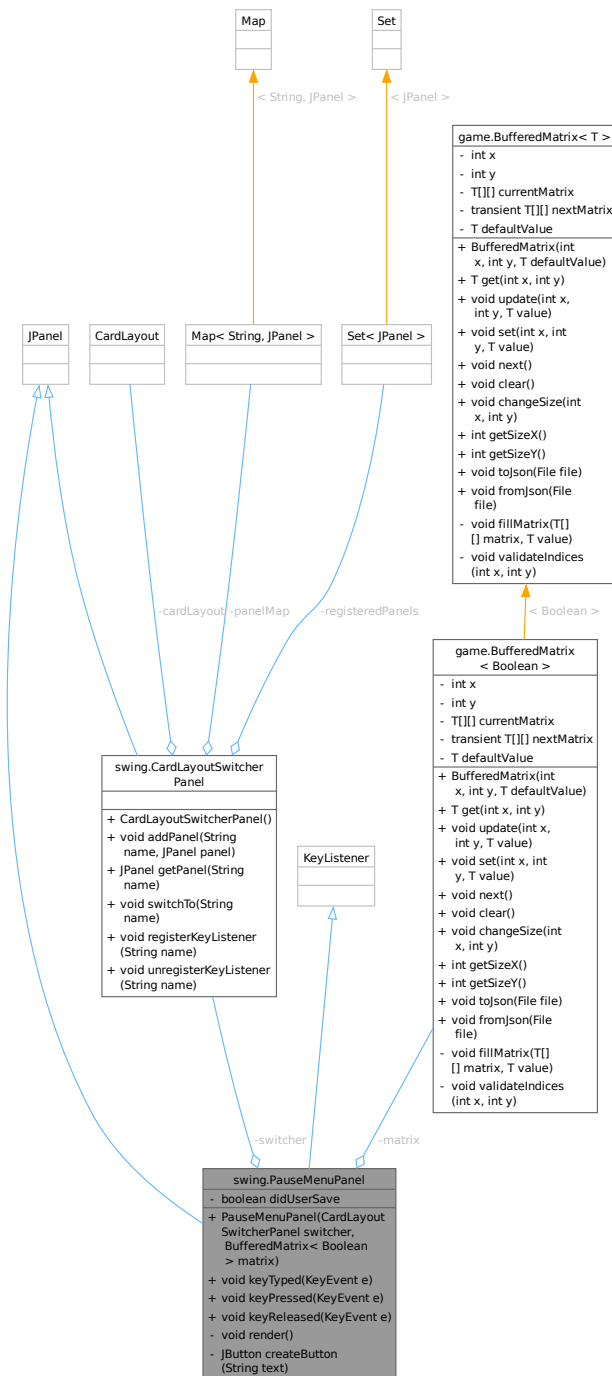 Map
Set
< String, JPanel >
< JPanel >
game.BufferedMatrix< T >
- int x
- int y
- T[][] currentMatrix
- transient T[][] nextMatrix
- T defaultValue
+ BufferedMatrix(int
x, int y, T defaultValue)
+ T get(int x, int y)
+ void update(int x,
int y, T value)
+ void set(int x, int
y, T value)
+ void next()
+ void clear()
+ void changeSize(int
x, int y)
+ int getSizeX()
+ int getSizeY()
+ void toJson(File file)
+ void fromJson(File
file)
- void fillMatrix(T[]
[] matrix, T value)
- void validateIndices
(int x, int y)
JPanel
CardLayout
Map< String, JPanel >
Set< JPanel >
-cardLayout
-panelMap
-registeredPanels
< Boolean >
game.BufferedMatrix
< Boolean >
- int x
- int y
- T[][] currentMatrix
- transient T[][] nextMatrix
- T defaultValue
+ BufferedMatrix(int
x, int y, T defaultValue)
+ T get(int x, int y)
+ void update(int x,
int y, T value)
+ void set(int x, int
y, T value)
+ void next()
+ void clear()
+ void changeSize(int
x, int y)
+ int getSizeX()
+ int getSizeY()
+ void toJson(File file)
+ void fromJson(File
file)
- void fillMatrix(T[]
[] matrix, T value)
- void validateIndices
(int x, int y)
swing.CardLayoutSwitcher
Panel
+ CardLayoutSwitcherPanel()
+ void addPanel(String
name, JPanel panel)
+ JPanel getPanel(String
name)
+ void switchTo(String
name)
+ void registerKeyListener
(String name)
+ void unregisterKeyListener
(String name)
KeyListener
-switcher
-matrix
swing.PauseMenuPanel
- boolean didUserSave
+ PauseMenuPanel(CardLayout
SwitcherPanel switcher,
BufferedMatrix< Boolean
> matrix)
+ void keyTyped(KeyEvent e)
+ void keyPressed(KeyEvent e)
+ void keyReleased(KeyEvent e)
- void render()
- JButton createButton
(String text)